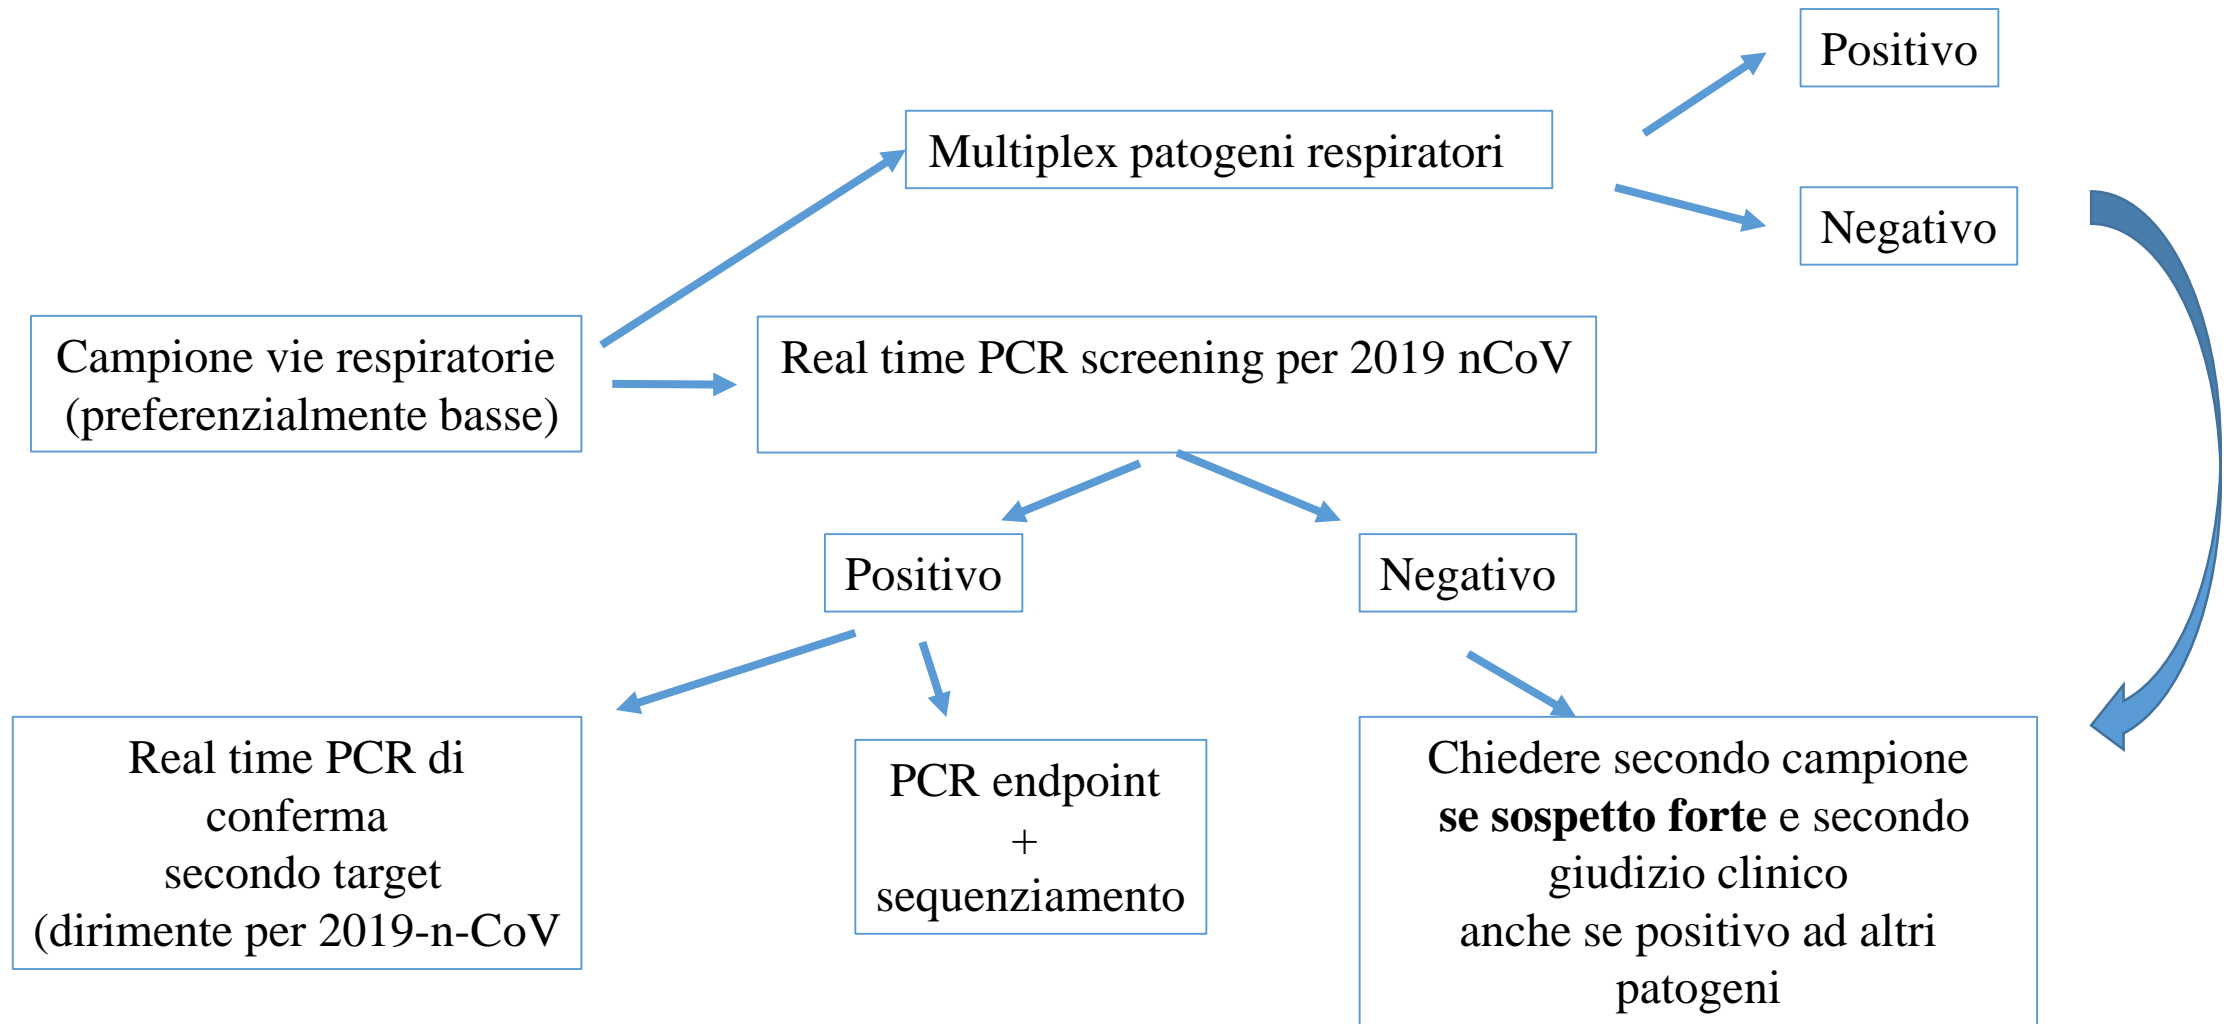 Positivo
Multiplex patogeni respiratori
Negativo
Campione vie respiratorie
(preferenzialmente basse)
Real time PCR screening per 2019 nCoV
Positivo
Negativo
Real time PCR di
conferma
secondo target
(dirimente per 2019-n-CoV
PCR endpoint
+
sequenziamento
Chiedere secondo campione
se sospetto forte e secondo
giudizio clinico
anche se positivo ad altri
patogeni